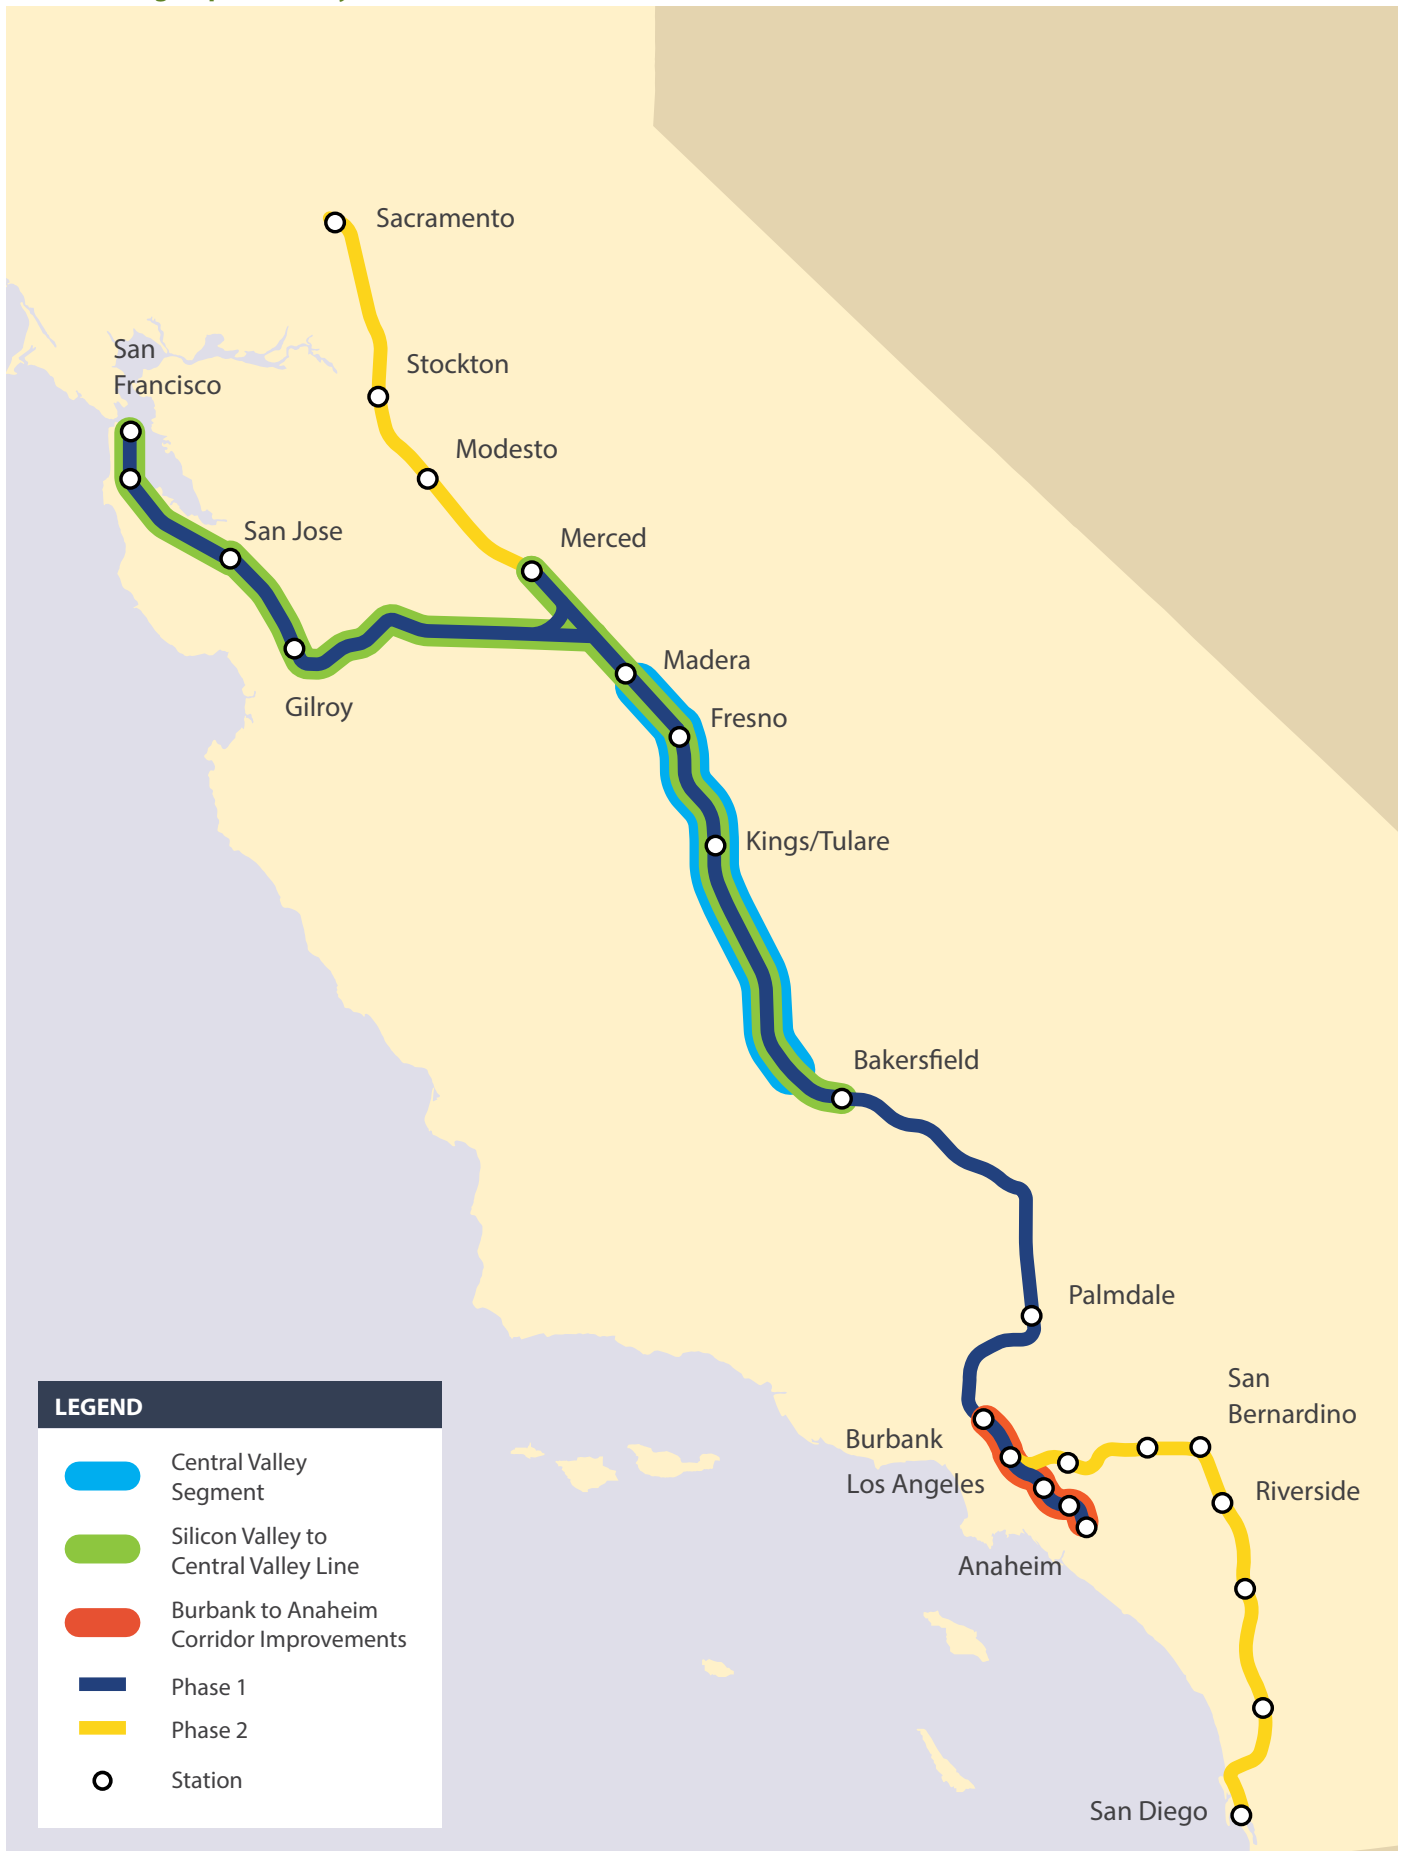 Sacramento
San
Francisco
Stockton
Modesto
San Jose
Merced
Madera
Gilroy
Fresno
Kings/Tulare
Bakersfield
Palmdale
San
Bernardino
Burbank
Los Angeles
Riverside
Anaheim
San Diego
LEGEND
Central Valley
Segment
Silicon Valley to
Central Valley Line
Burbank to Anaheim
Corridor Improvements
Phase 1
Phase 2
Station